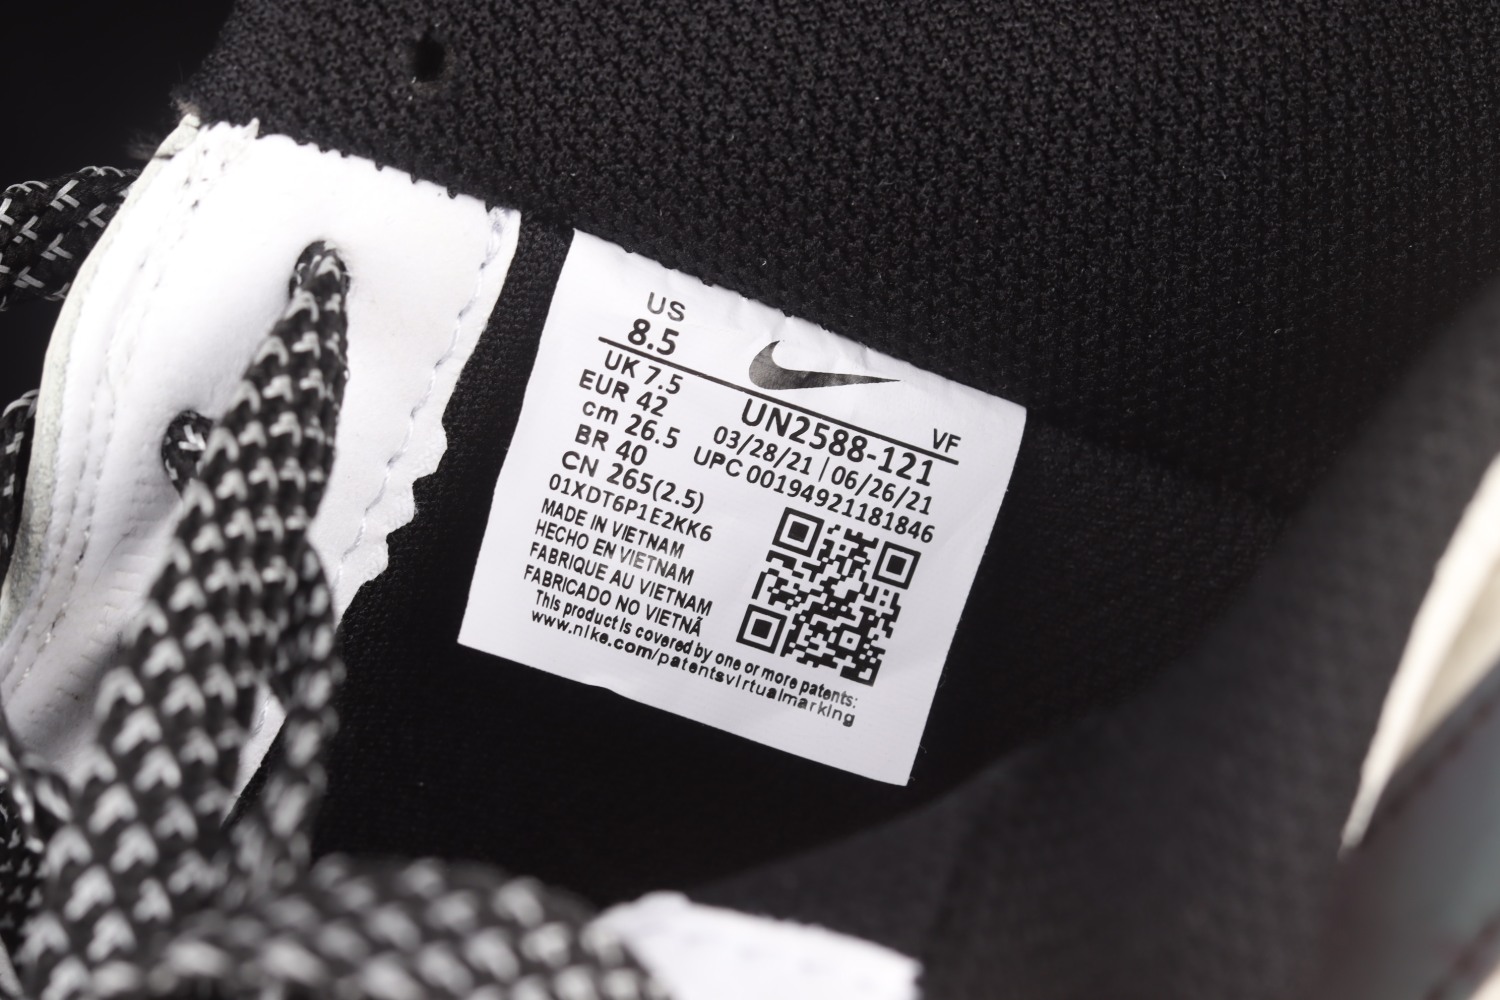 US
8.5
UK 7.5
EUR 42
cm 26.5
BR 40
CN 265(2.5)
01XDT6P1E2KK6
MADE IN VIETNAM
HECHO EN VIETNAM
FABRIQUE AU VIETNAM
FABRICADO NO VIETNÃ
VF
UN2588-121
03/28/21 | 06/26/21
UPC 00194921181846
This product is covered by one or more patents:
www.nike.com/patentsvirtualmarking